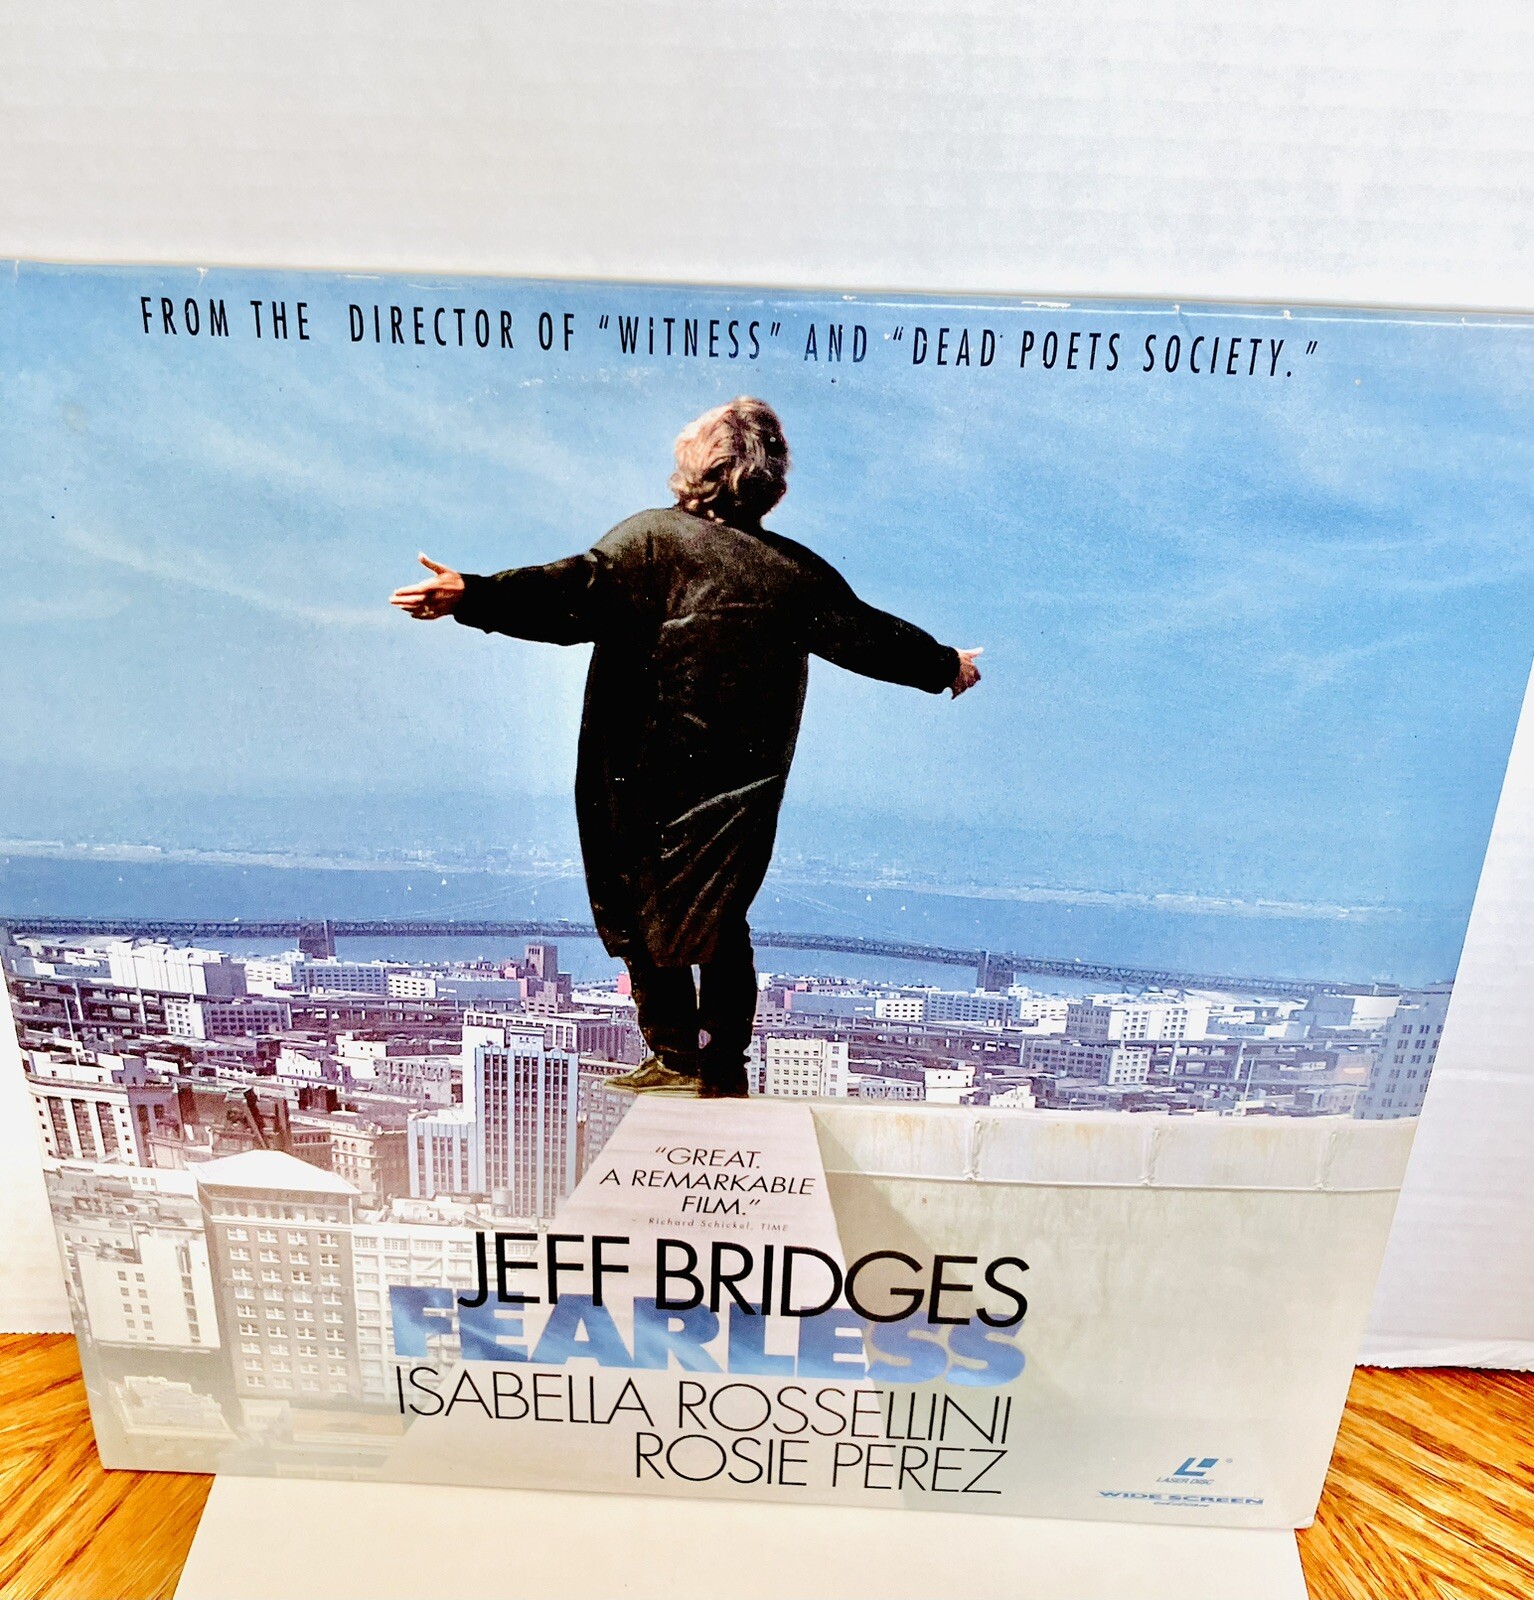 FROM THE DIRECTOR OF "WITNESS" AND "DEAD POETS SOCIETY."
"GREAT.
A REMARKABLE
FILM."
Richard Schickel, TIME
JEFF BRIDGES
FEARLESS
ISABELLA ROSSELLINI
ROSIE PEREZ
LASER DISC
WIDE SCREEN